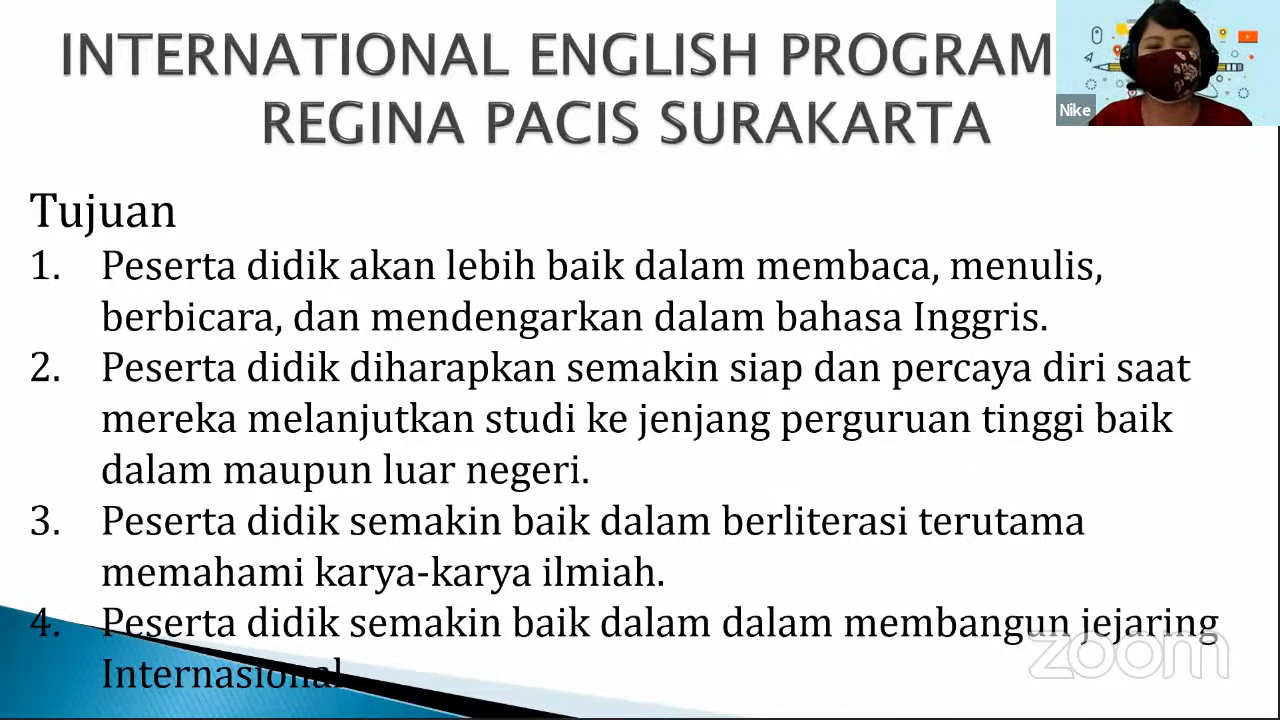 INTERNATIONAL ENGLISH PROGRAM
REGINA PACIS SURAKARTA
Nike
Tujuan
1. Peserta didik akan lebih baik dalam membaca, menulis,
berbicara, dan mendengarkan dalam bahasa Inggris.
2. Peserta didik diharapkan semakin siap dan percaya diri saat
mereka melanjutkan studi ke jenjang perguruan tinggi baik
dalam maupun luar negeri.
3. Peserta didik semakin baik dalam berliterasi terutama
memahami karya-karya ilmiah.
4. Peserta didik semakin baik dalam dalam membangun jejaring
Internasional
zoom